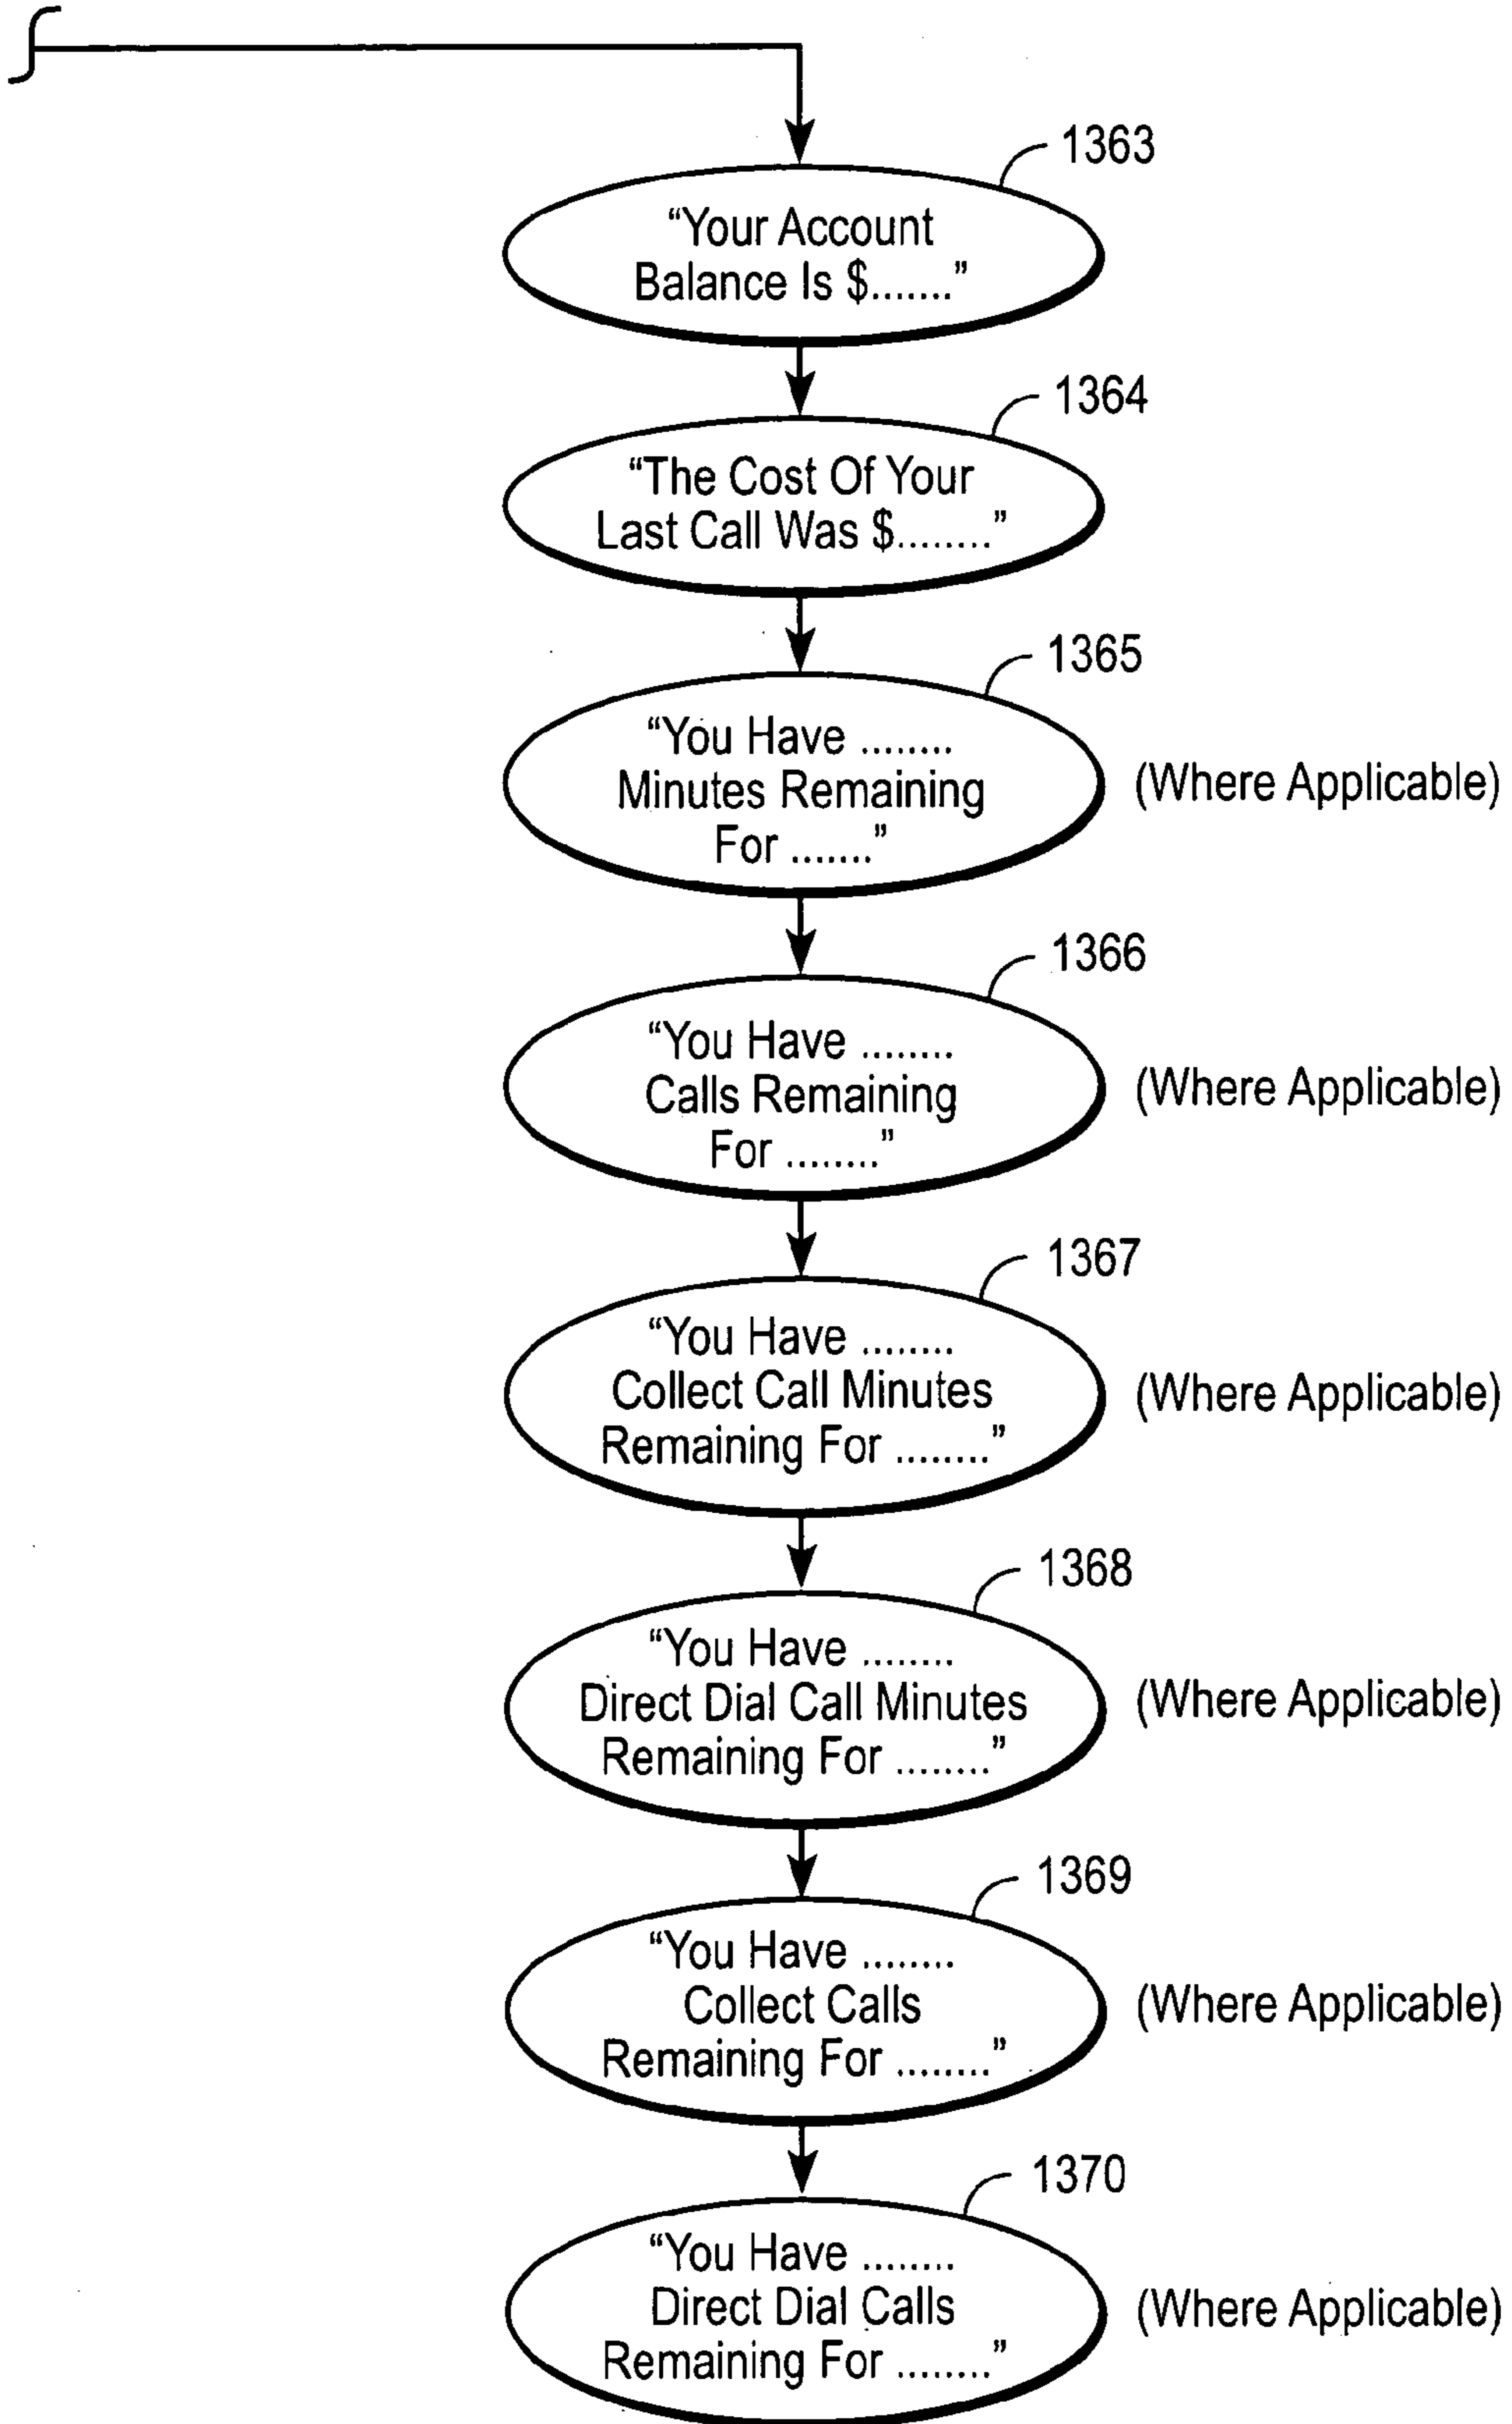 1363
“Your Account
Balance Is $.......”
1364
“The Cost Of Your
Last Call Was $........”
1365
“You Have ........
Minutes Remaining
For .......”
(Where Applicable)
1366
“You Have ........
Calls Remaining
For ........”
(Where Applicable)
1367
“You Have ........
Collect Call Minutes
Remaining For ........”
(Where Applicable)
1368
“You Have ........
Direct Dial Call Minutes
Remaining For ........”
(Where Applicable)
1369
“You Have ........
Collect Calls
Remaining For ........”
(Where Applicable)
1370
“You Have ........
Direct Dial Calls
Remaining For ........”
(Where Applicable)